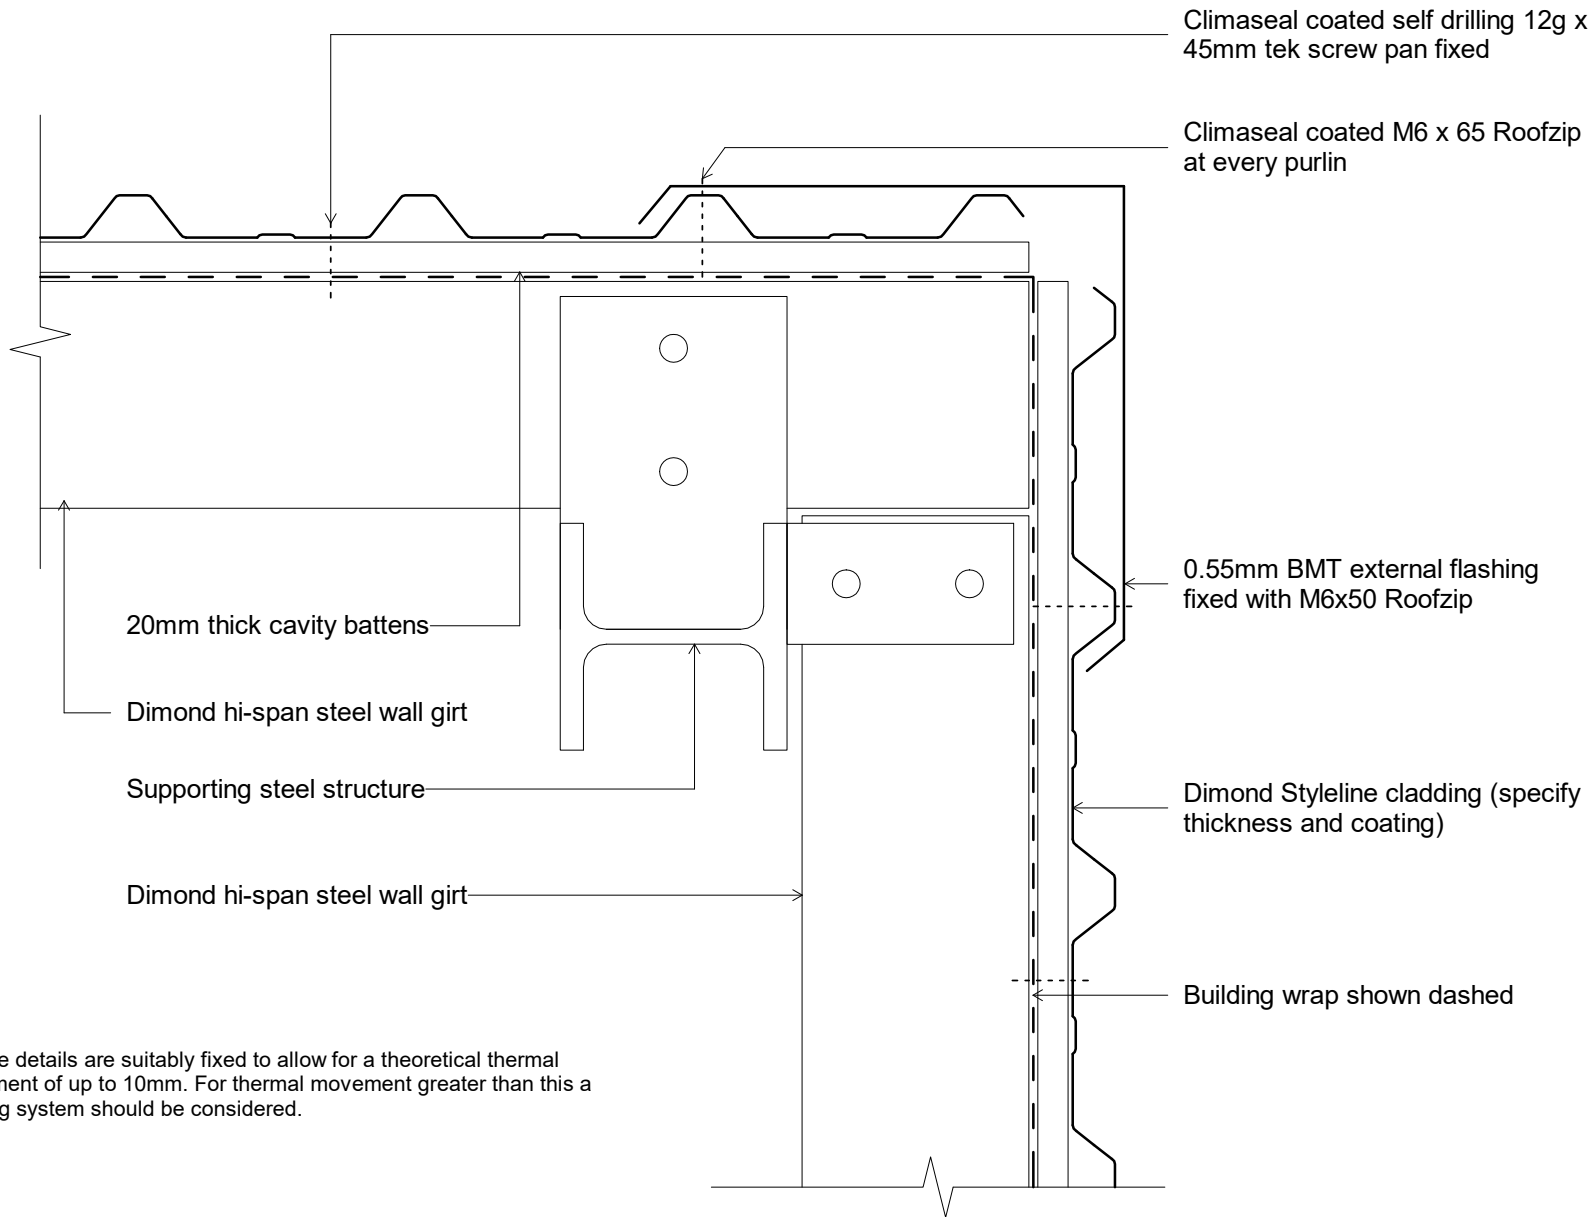 Climaseal coated self drilling 12g x
45mm tek screw pan fixed
Climaseal coated M6 x 65 Roofzip
at every purlin
0.55mm BMT external flashing
fixed with M6x50 Roofzip
20mm thick cavity battens
Dimond hi-span steel wall girt
Supporting steel structure
Dimond Styleline cladding (specify
thickness and coating)
Dimond hi-span steel wall girt
Building wrap shown dashed
details are suitably fixed to allow for a theoretical thermal
of up to 10mm. For thermal movement greater than this a
system should be considered.